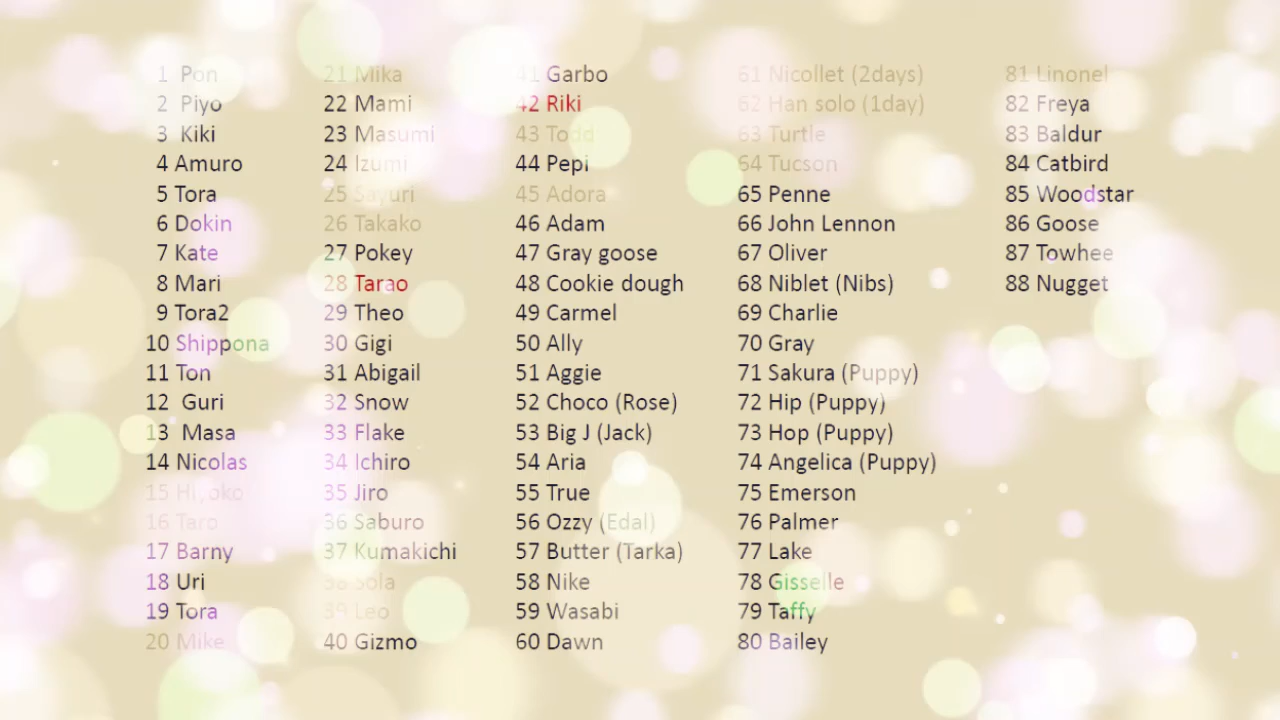 1 Pon
2 Piyo
3 Kiki
4 Amuro
5 Tora
6 Dokin
7 Kate
8 Mari
9 Tora2
10 Shippona
11 Ton
12 Guri
13 Masa
14 Nicolas
15
16 Taro
17 Barny
18 Uri
19 Tora
20 Mike
21 Mika
22 Mami
23 Masumi
24 Izumi
25 Sayuri
26 Takako
27 Pokey
28 Tarao
29 Theo
30 Gigi
31 Abigail
32 Snow
33 Flake
34 Ichiro
35 Jiro
36 Saburo
37 Kumakichi
38 Sola
39 Leo
40 Gizmo
41 Garbo
42 Riki
43 Todd
44 Pepi
45 Adora
46 Adam
47 Gray goose
48 Cookie dough
49 Carmel
50 Ally
51 Aggie
52 Choco (Rose)
53 Big J (Jack)
54 Aria
55 True
56 Ozzy (Edal)
57 Butter (Tarka)
58 Nike
59 Wasabi
60 Dawn
61 Nicollet (2days)
62 Han solo (1day)
63 Turtle
64 Tucson
65 Penne
66 John Lennon
67 Oliver
68 Niblet (Nibs)
69 Charlie
70 Gray
71 Sakura (Puppy)
72 Hip (Puppy)
73 Hop (Puppy)
74 Angelica (Puppy)
75 Emerson
76 Palmer
77 Lake
78 Gisselle
79 Taffy
80 Bailey
81 Linonel
82 Freya
83 Baldur
84 Catbird
85 Woodstar
86 Goose
87 Towhee
88 Nugget